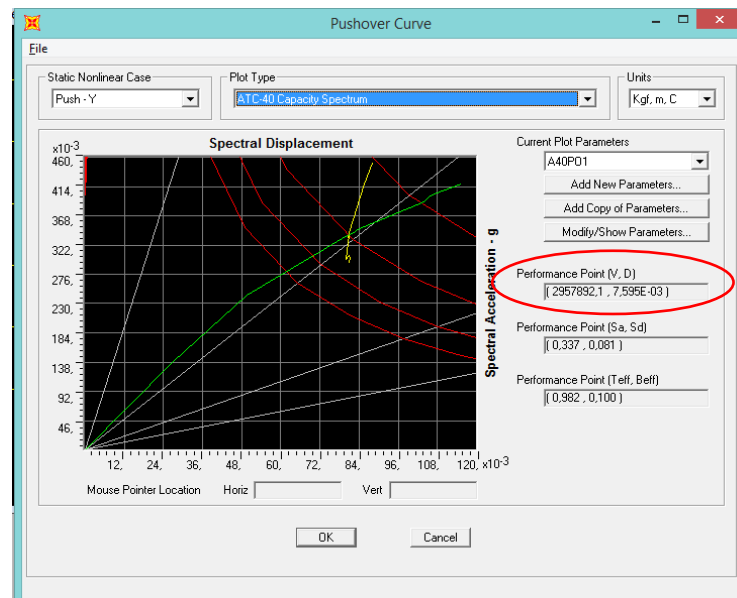 Pushover Curve
File
Static Nonlinear Case
Push - Y
Plot Type
ATC-40 Capacity Spectrum
Units
Kgf, m, C
Spectral Displacement
x10-3
460,
414,
368,
322,
276,
230,
184,
138,
92,
46,
12, 24, 36, 48, 60, 72, 84, 96, 108, 120, x10-3
Spectral Acceleration - g
Mouse Pointer Location Horiz Vert
Current Plot Parameters
A40PO1
Add New Parameters...
Add Copy of Parameters...
Modify/Show Parameters...
Performance Point (V, D)
( 2957892,1 , 7,595E-03 )
Performance Point (Sa, Sd)
( 0,337 , 0,081 )
Performance Point (Teff, Beff)
( 0,982 , 0,100 )
OK
Cancel